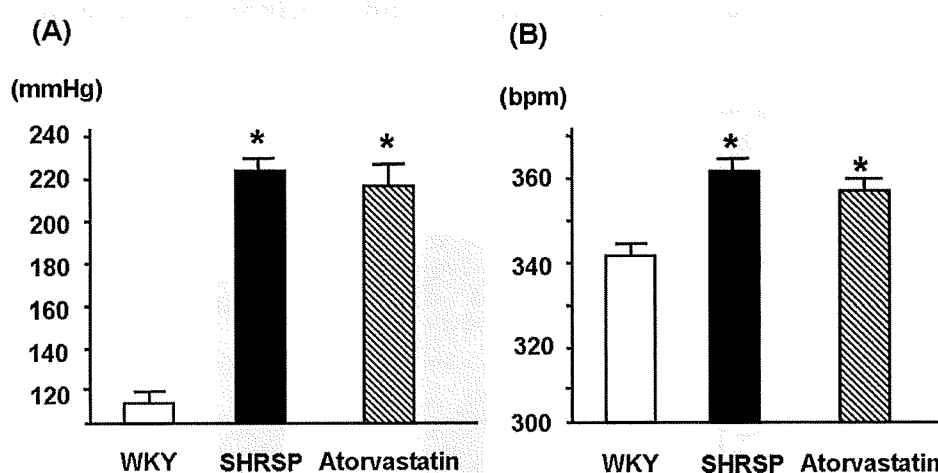 (A)
(mmHg)
240
220
200
180
160
140
120
*
*
WKY SHRSP Atorvastatin
(B)
(bpm)
360
340
320
300
*
*
WKY SHRSP Atorvastatin